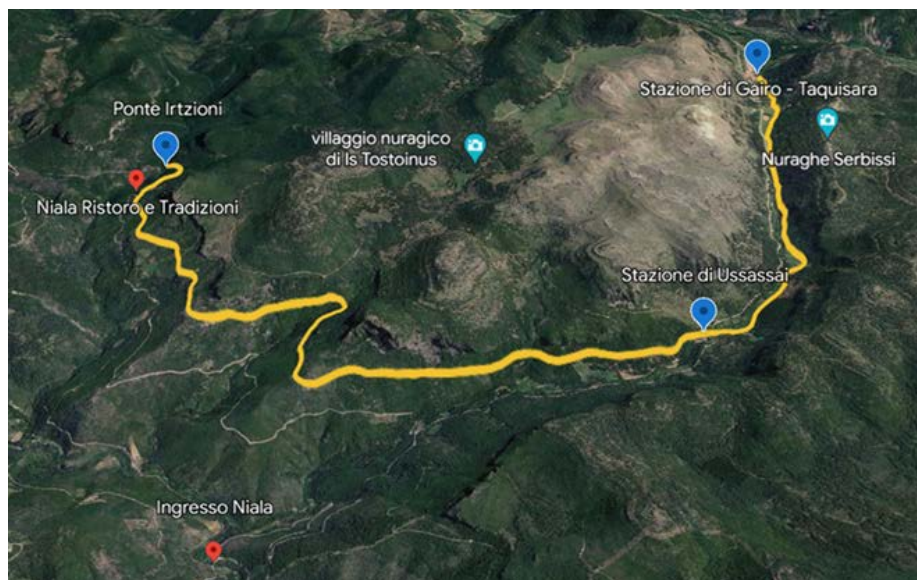 Stazione di Gairo - Taquisara
Ponte Irtzioni
villaggio nuragico
di Is Tostoinus
Nuraghe Serbissi
Niala Ristoro e Tradizioni
Stazione di Ussassai
Ingresso Niala